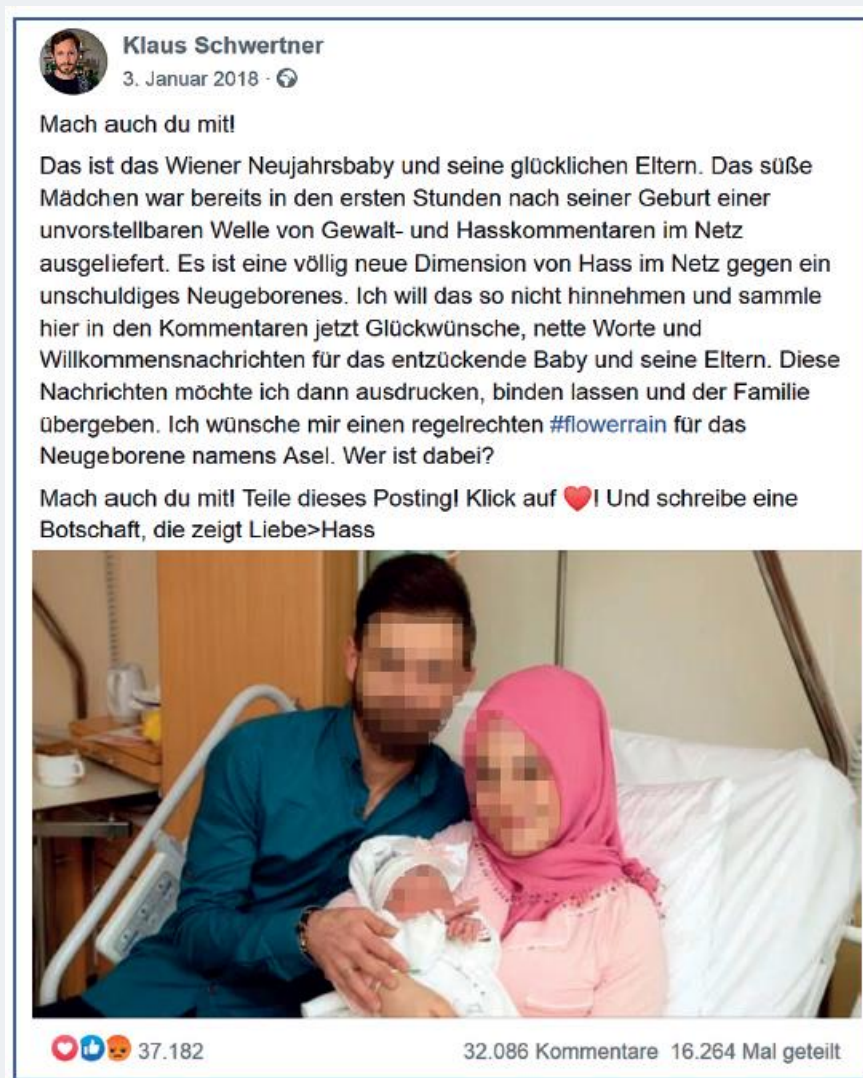 Klaus Schwertner
3. Januar 2018 ·
Mach auch du mit!
Das ist das Wiener Neujahrsbaby und seine glücklichen Eltern. Das süße
Mädchen war bereits in den ersten Stunden nach seiner Geburt einer
unvorstellbaren Welle von Gewalt- und Hasskommentaren im Netz
ausgeliefert. Es ist eine völlig neue Dimension von Hass im Netz gegen ein
unschuldiges Neugeborenes. Ich will das so nicht hinnehmen und sammle
hier in den Kommentaren jetzt Glückwünsche, nette Worte und
Willkommensnachrichten für das entzückende Baby und seine Eltern. Diese
Nachrichten möchte ich dann ausdrucken, binden lassen und der Familie
übergeben. Ich wünsche mir einen regelrechten #flowerrain für das
Neugeborene namens Asel. Wer ist dabei?
Mach auch du mit! Teile dieses Posting! Klick auf ❤️! Und schreibe eine
Botschaft, die zeigt Liebe>Hass
37.182 32.086 Kommentare 16.264 Mal geteilt